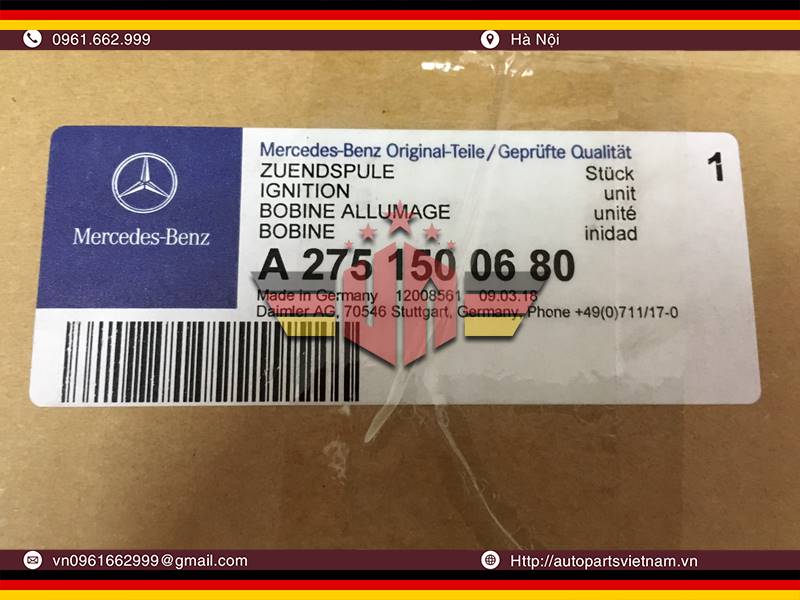 0961.662.999
Hà Nội
Mercedes-Benz
Mercedes-Benz Original-Teile/Geprüfte Qualität
ZUENDSPULE Stück
IGNITION unit
BOBINE ALLUMAGE unité
BOBINE inidad
1
A 275 150 06 80
Made in Germany 12008561 09.03.18
Daimler AG, 70546 Stuttgart, Germany, Phone +49(0)711/17-0
vn0961662999@gmail.com
Http://autopartsvietnam.vn